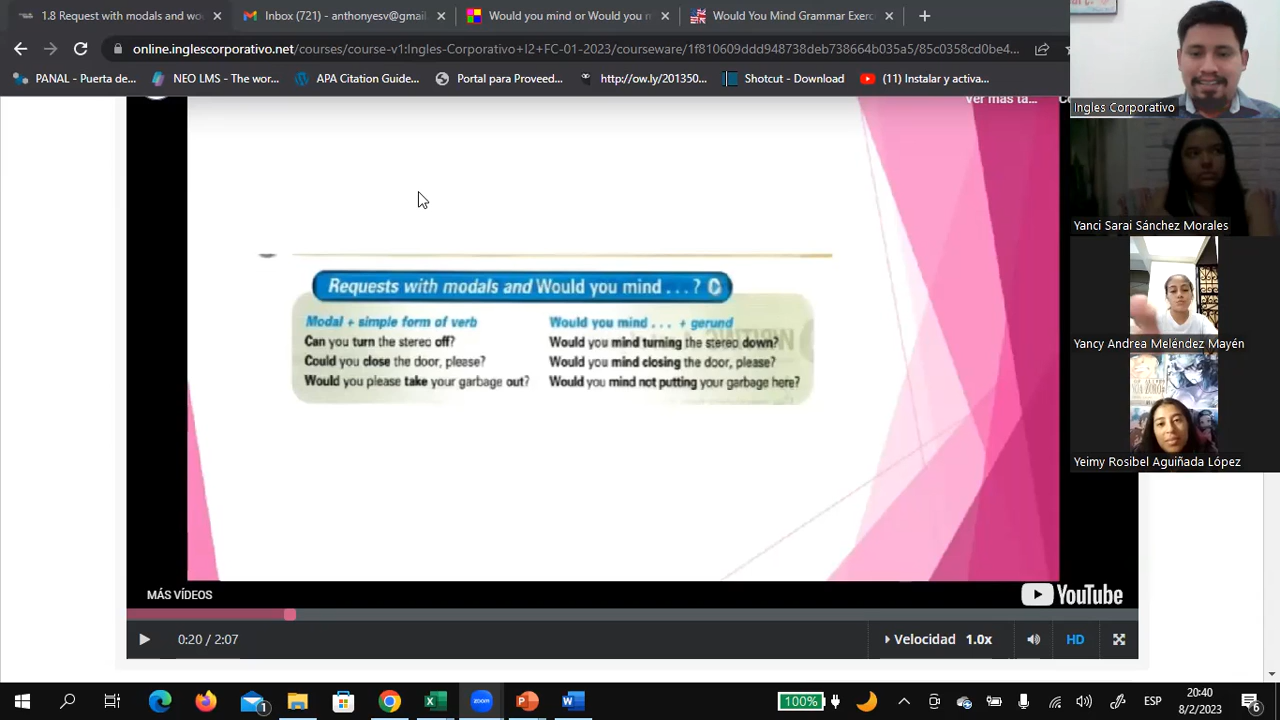 1.8 Request with modals and wo
Inbox (721) - anthonyes@gmail
Would you mind or Would you
Would You Mind Grammar Exerc
online.inglescorporativo.net/courses/course-v1:Ingles-Corporativo+I2+FC-01-2023/courseware/1f810609ddd948738deb738664b035a5/85c0358cd0be4...
PANAL - Puerta de... NEO LMS - The wor... APA Citation Guide... Portal para Proveed... http://ow.ly/201350... Shotcut - Download (11) Instalar y activa...
Ver más ta...
Requests with modals and Would you mind . . . ?
Modal + simple form of verb
Can you turn the stereo off?
Could you close the door, please?
Would you please take your garbage out?
Would you mind . . . + gerund
Would you mind turning the stereo down?
Would you mind closing the door, please?
Would you mind not putting your garbage here?
MÁS VÍDEOS
YouTube
0:20 / 2:07
Velocidad 1.0x
HD
Ingles Corporativo
Yanci Sarai Sánchez Morales
Yancy Andrea Meléndez Mayén
Yeimy Rosibel Aguiñada López
1
zoom
100%
ESP
20:40
8/2/2023
6